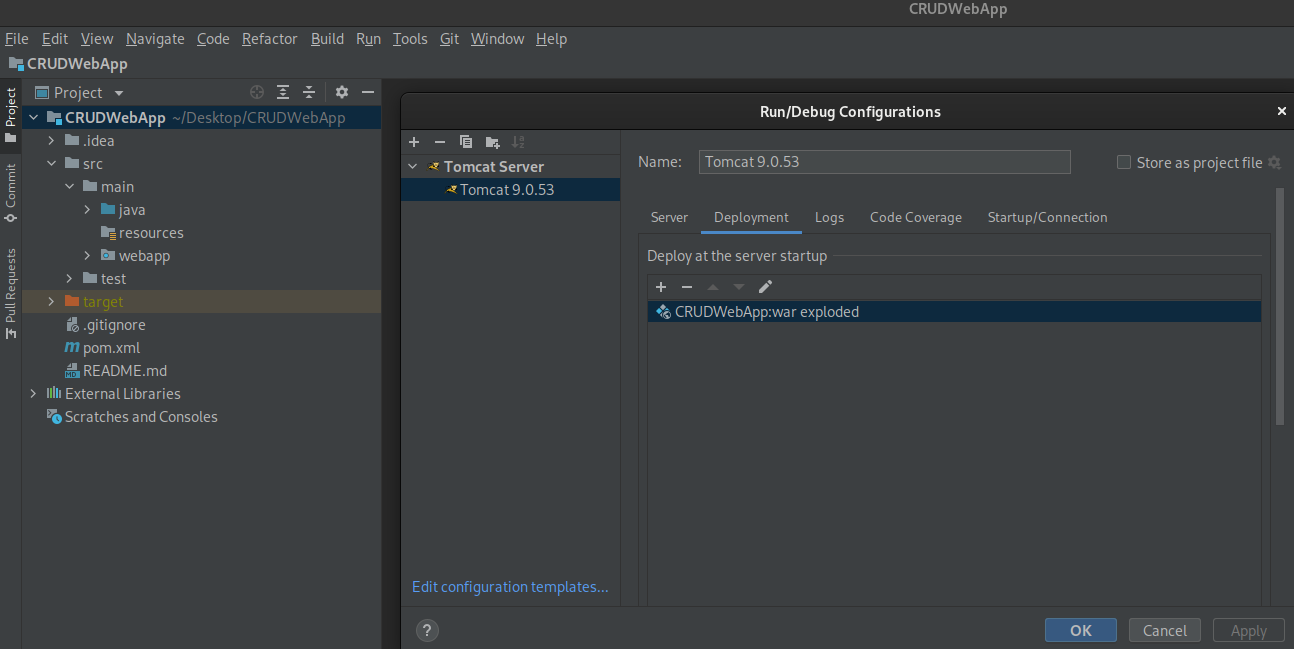 CRUDWebApp
File Edit View Navigate Code Refactor Build Run Tools Git Window Help
CRUDWebApp
Project
Commit
Pull Requests
Project
CRUDWebApp ~/Desktop/CRUDWebApp
.idea
src
main
java
resources
webapp
test
target
.gitignore
pom.xml
README.md
External Libraries
Scratches and Consoles
Run/Debug Configurations
Tomcat Server
Tomcat 9.0.53
Edit configuration templates...
Name: Tomcat 9.0.53 Store as project file
Server Deployment Logs Code Coverage Startup/Connection
Deploy at the server startup
CRUDWebApp:war exploded
? OK Cancel Apply